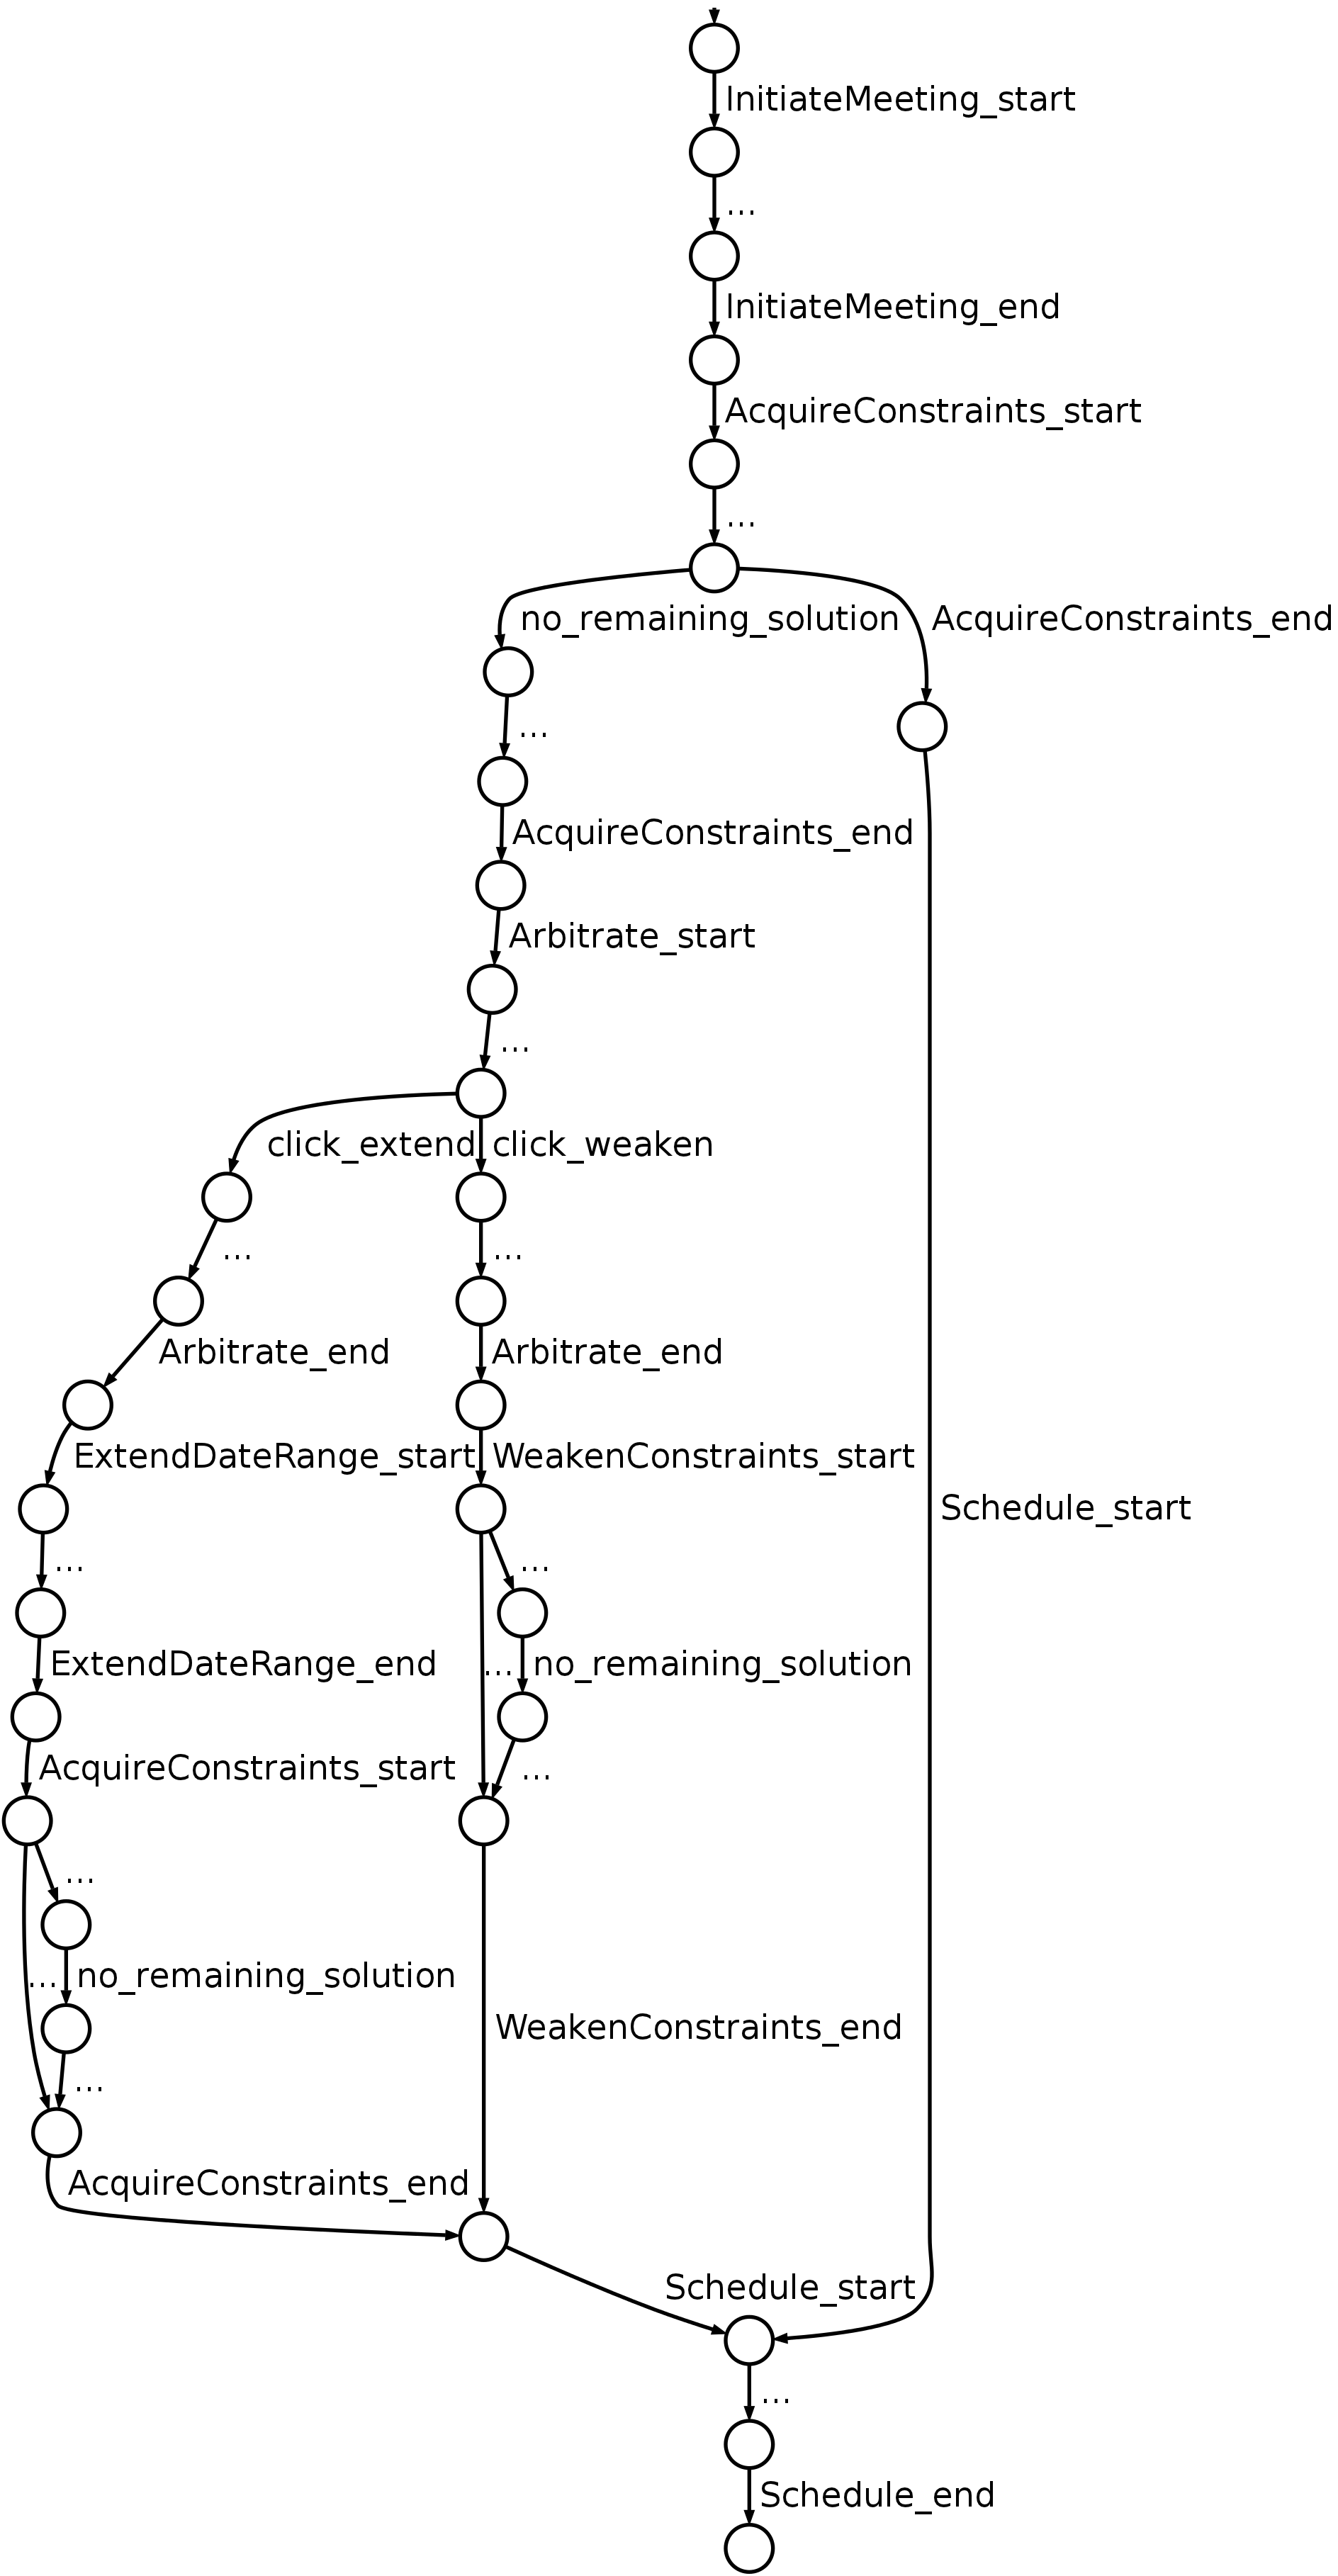 InitiateMeeting_start
...
InitiateMeeting_end
AcquireConstraints_start
...
no_remaining_solution AcquireConstraints_end
...
AcquireConstraints_end
Arbitrate_start
...
click_extend click_weaken
... ...
Arbitrate_end Arbitrate_end
ExtendDateRange_start WeakenConstraints_start Schedule_start
... ...
ExtendDateRange_end ... no_remaining_solution
AcquireConstraints_start ...
...
... no_remaining_solution WeakenConstraints_end
...
AcquireConstraints_end
Schedule_start
...
Schedule_end